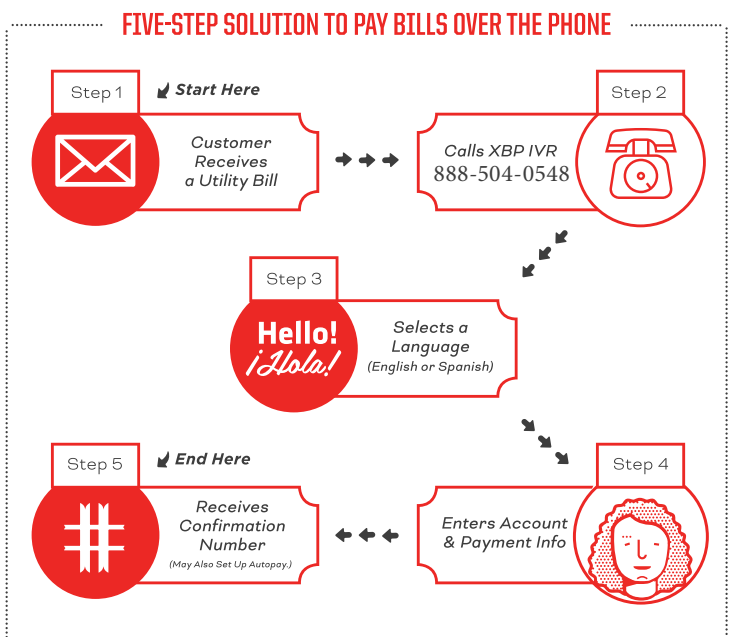 FIVE-STEP SOLUTION TO PAY BILLS OVER THE PHONE
Step 1
Start Here
Customer
Receives
a Utility Bill
Step 2
Calls XBP IVR
888-504-0548
Step 3
Hello!
¡Hola!
Selects a
Language
(English or Spanish)
Step 4
Enters Account
& Payment Info
Step 5
End Here
Receives
Confirmation
Number
(May Also Set Up Autopay.)